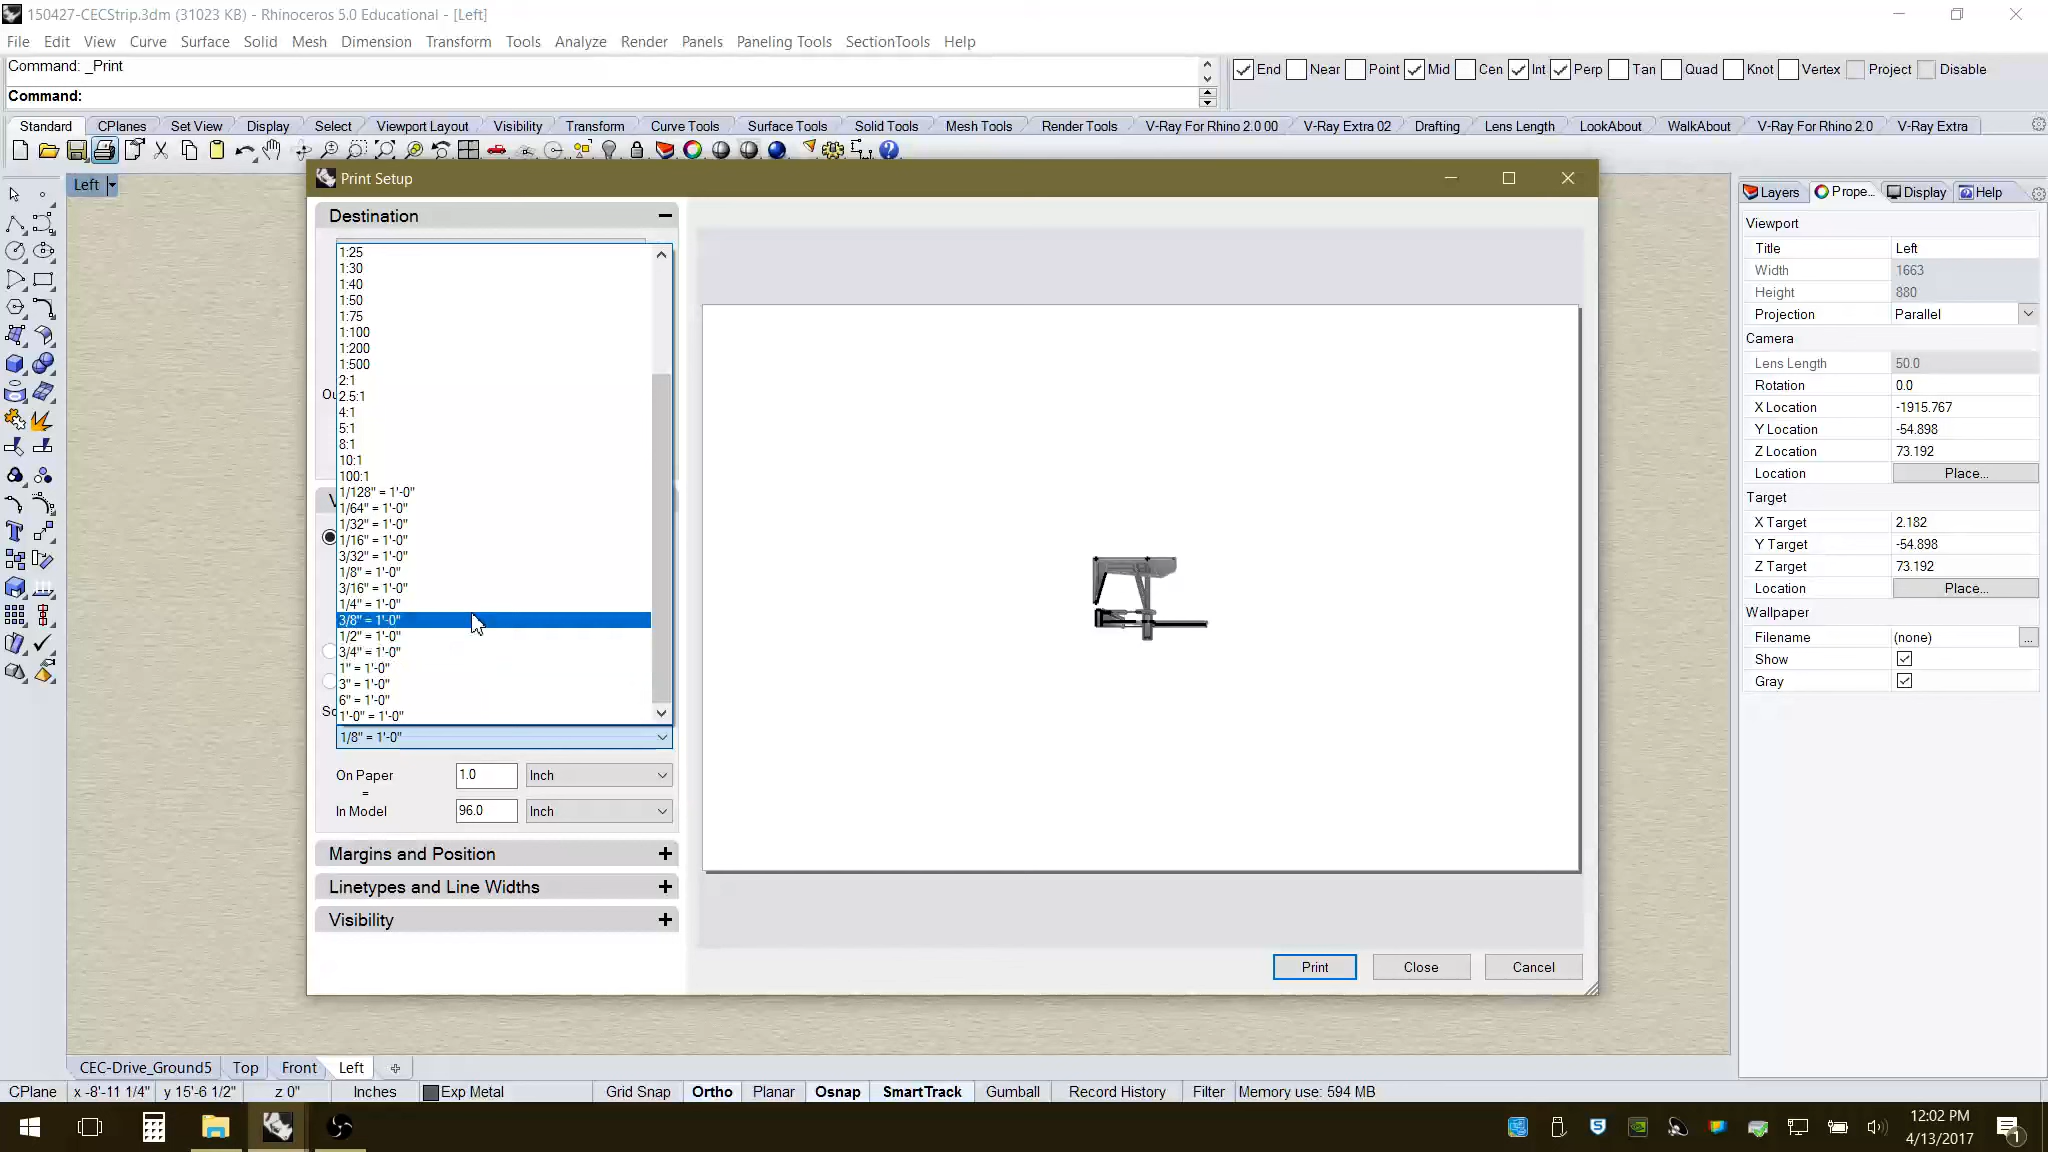 150427-CECStrip.3dm (31023 KB) - Rhinoceros 5.0 Educational - [Left]
File Edit View Curve Surface Solid Mesh Dimension Transform Tools Analyze Render Panels Paneling Tools SectionTools Help
Command: _Print
Command:
End Near Point Mid Cen Int Perp Tan Quad Knot Vertex Project Disable
Standard CPlanes Set View Display Select Viewport Layout Visibility Transform Curve Tools Surface Tools Solid Tools Mesh Tools Render Tools V-Ray For Rhino 2.0 00 V-Ray Extra 02 Drafting Lens Length LookAbout WalkAbout V-Ray For Rhino 2.0 V-Ray Extra
Left
Print Setup
Destination
1:25
1:30
1:40
1:50
1:75
1:100
1:200
1:500
2:1
2.5:1
4:1
5:1
8:1
10:1
100:1
1/128" = 1'-0"
1/64" = 1'-0"
1/32" = 1'-0"
1/16" = 1'-0"
3/32" = 1'-0"
1/8" = 1'-0"
3/16" = 1'-0"
1/4" = 1'-0"
3/8" = 1'-0"
1/2" = 1'-0"
3/4" = 1'-0"
1" = 1'-0"
3" = 1'-0"
6" = 1'-0"
1'-0" = 1'-0"
1/8" = 1'-0"
On Paper 1.0 Inch
=
In Model 96.0 Inch
Margins and Position
Linetypes and Line Widths
Visibility
Print Close Cancel
Layers Prope... Display Help
Viewport
Title Left
Width 1663
Height 880
Projection Parallel
Camera
Lens Length 50.0
Rotation 0.0
X Location -1915.767
Y Location -54.898
Z Location 73.192
Location Place...
Target
X Target 2.182
Y Target -54.898
Z Target 73.192
Location Place...
Wallpaper
Filename (none) ...
Show
Gray
CEC-Drive_Ground5 Top Front Left
CPlane x -8'-11 1/4" y 15'-6 1/2" z 0" Inches Exp Metal Grid Snap Ortho Planar Osnap SmartTrack Gumball Record History Filter Memory use: 594 MB
12:02 PM
4/13/2017
1